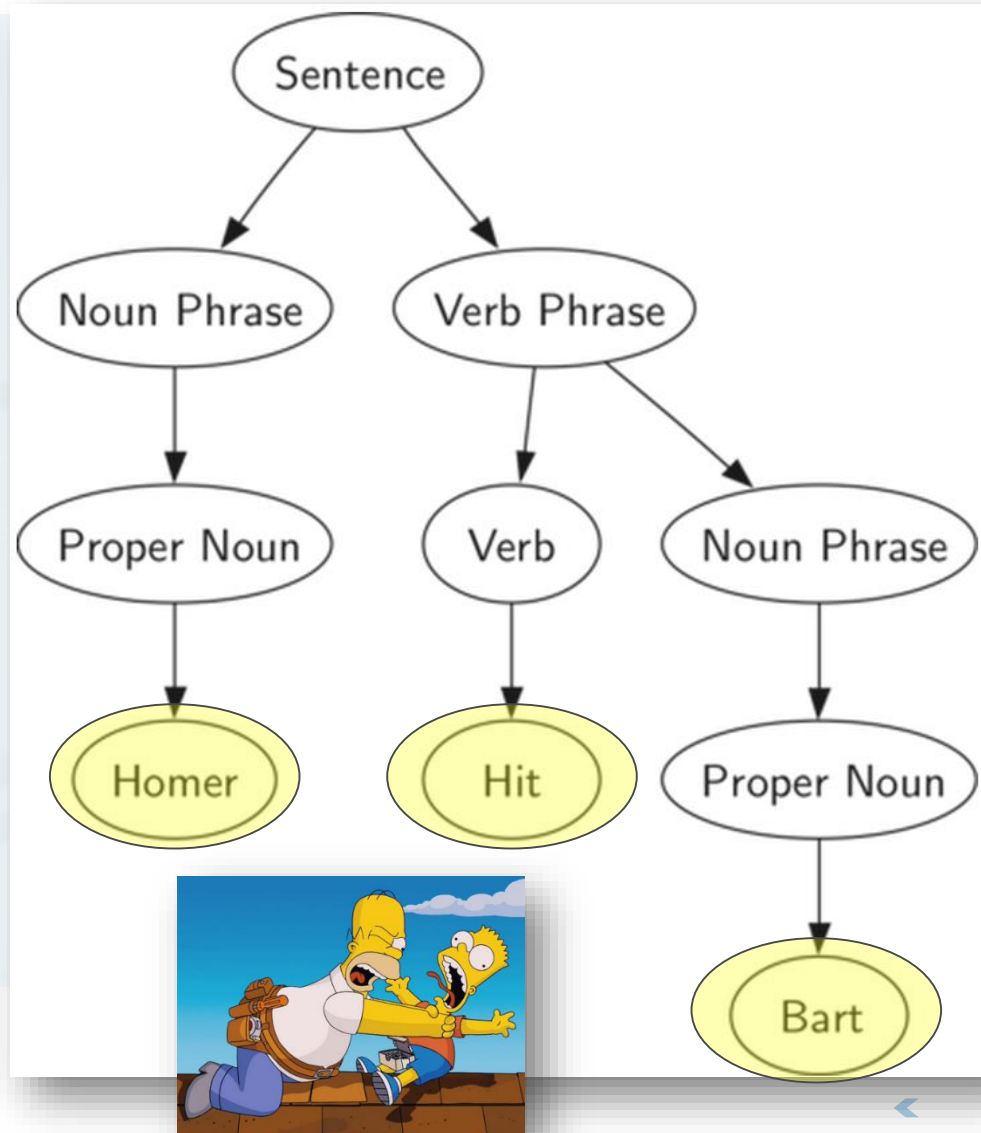 Sentence
Noun Phrase Verb Phrase
Proper Noun Verb Noun Phrase
Homer Hit Proper Noun
Bart